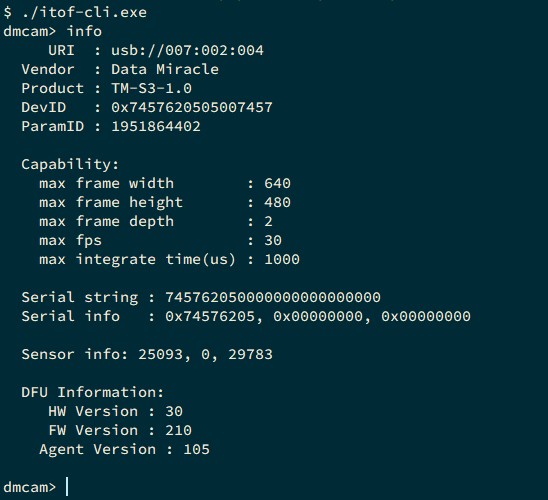 $ ./itof-cli.exe
dmcam> info
URI : usb://007:002:004
Vendor : Data Miracle
Product : TM-S3-1.0
DevID : 0x7457620505007457
ParamID : 1951864402
Capability:
max frame width : 640
max frame height : 480
max frame depth : 2
max fps : 30
max integrate time(us) : 1000
Serial string : 745762050000000000000000
Serial info : 0x74576205, 0x00000000, 0x00000000
Sensor info: 25093, 0, 29783
DFU Information:
HW Version : 30
FW Version : 210
Agent Version : 105
dmcam>